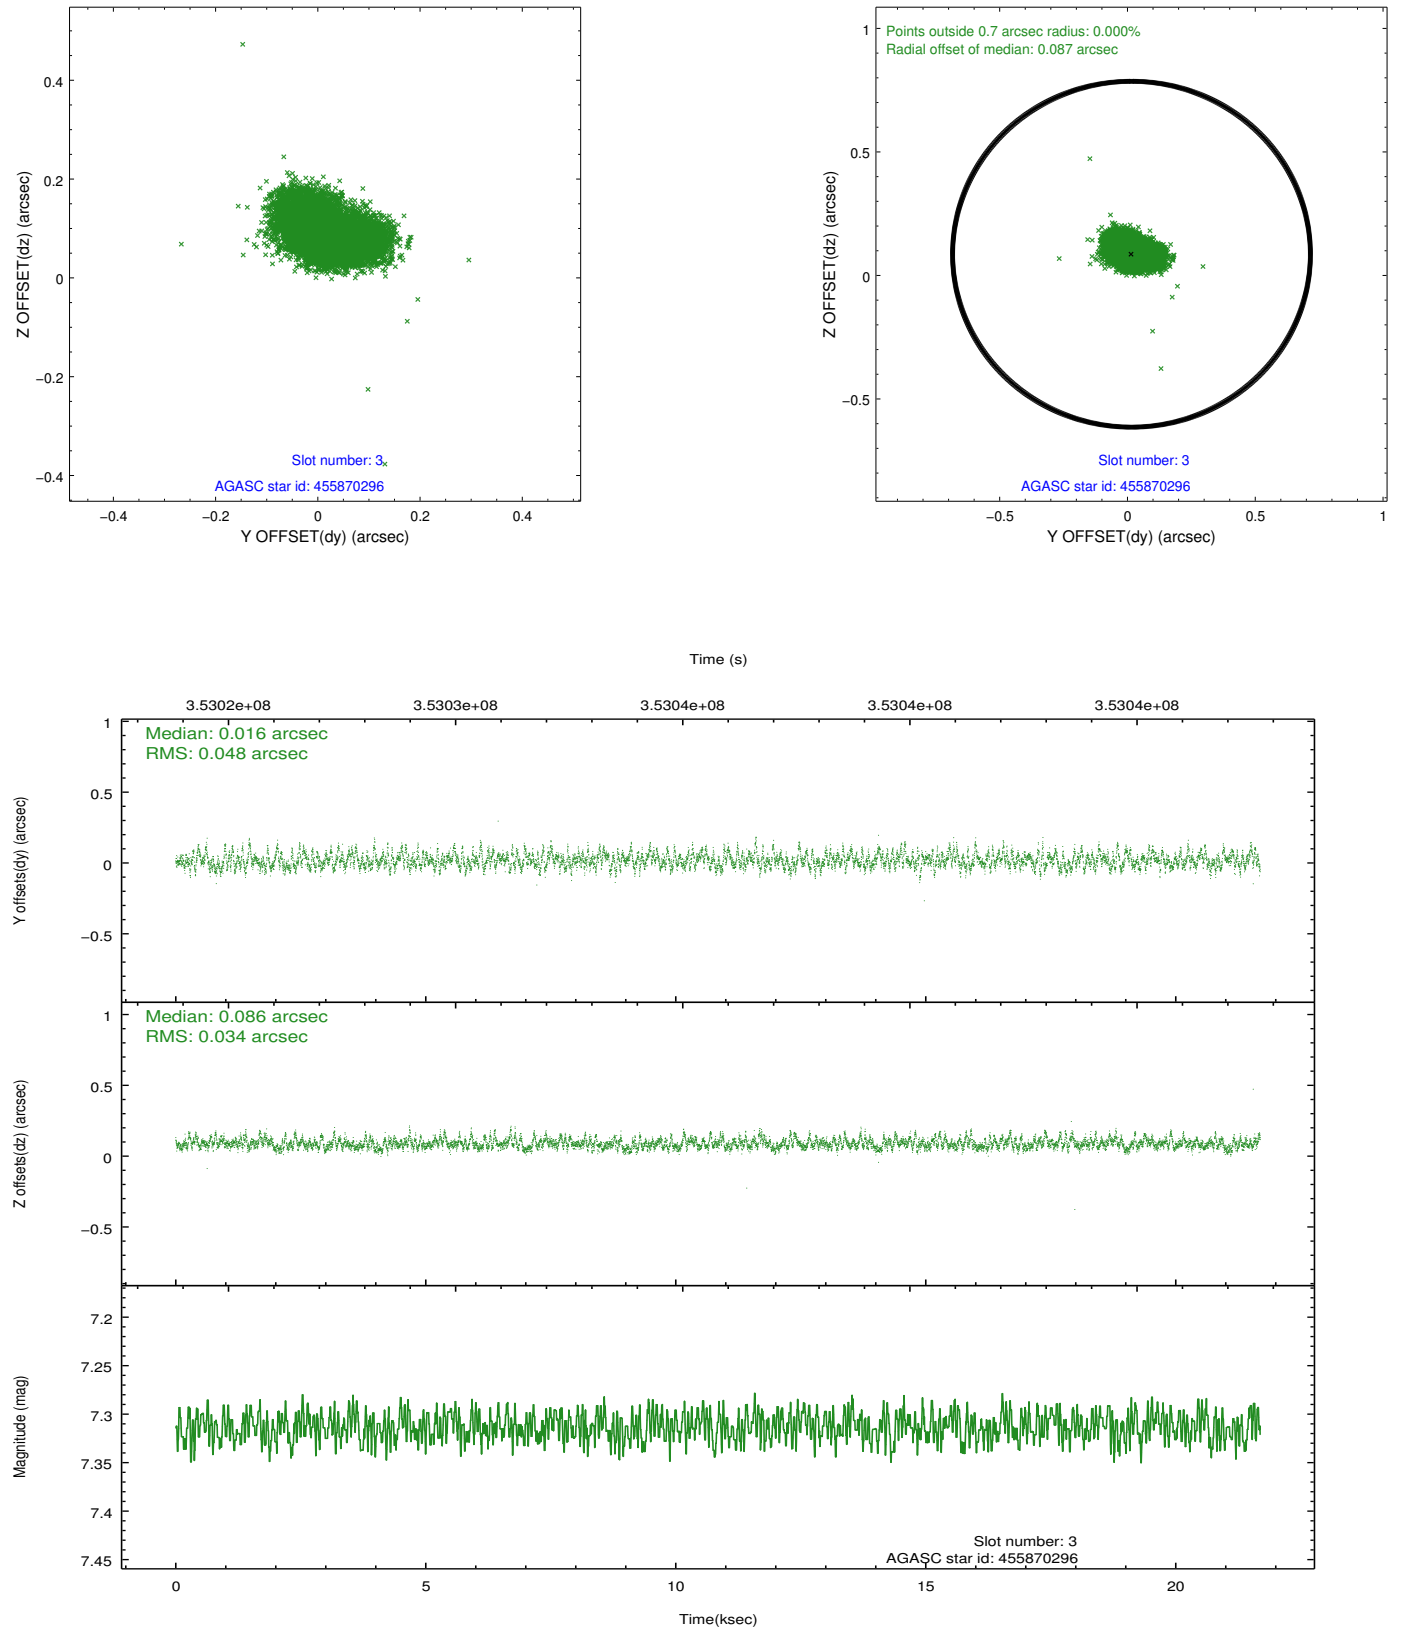 0.4
0.2
0
−0.2
−0.4
Z OFFSET(dz) (arcsec)
Slot number: 3
AGASC star id: 455870296
−0.4 −0.2 0 0.2 0.4
Y OFFSET(dy) (arcsec)
Points outside 0.7 arcsec radius: 0.000%
Radial offset of median: 0.087 arcsec
1
0.5
0
−0.5
Z OFFSET(dz) (arcsec)
Slot number: 3
AGASC star id: 455870296
−0.5 0 0.5 1
Y OFFSET(dy) (arcsec)
Time (s)
3.5302e+08 3.5303e+08 3.5304e+08 3.5304e+08 3.5304e+08
Median: 0.016 arcsec
RMS: 0.048 arcsec
1
0.5
0
−0.5
Y offsets(dy) (arcsec)
Median: 0.086 arcsec
RMS: 0.034 arcsec
1
0.5
0
−0.5
Z offsets(dz) (arcsec)
7.2
7.25
7.3
7.35
7.4
7.45
Magnitude (mag)
Slot number: 3
AGASC star id: 455870296
0 5 10 15 20
Time(ksec)